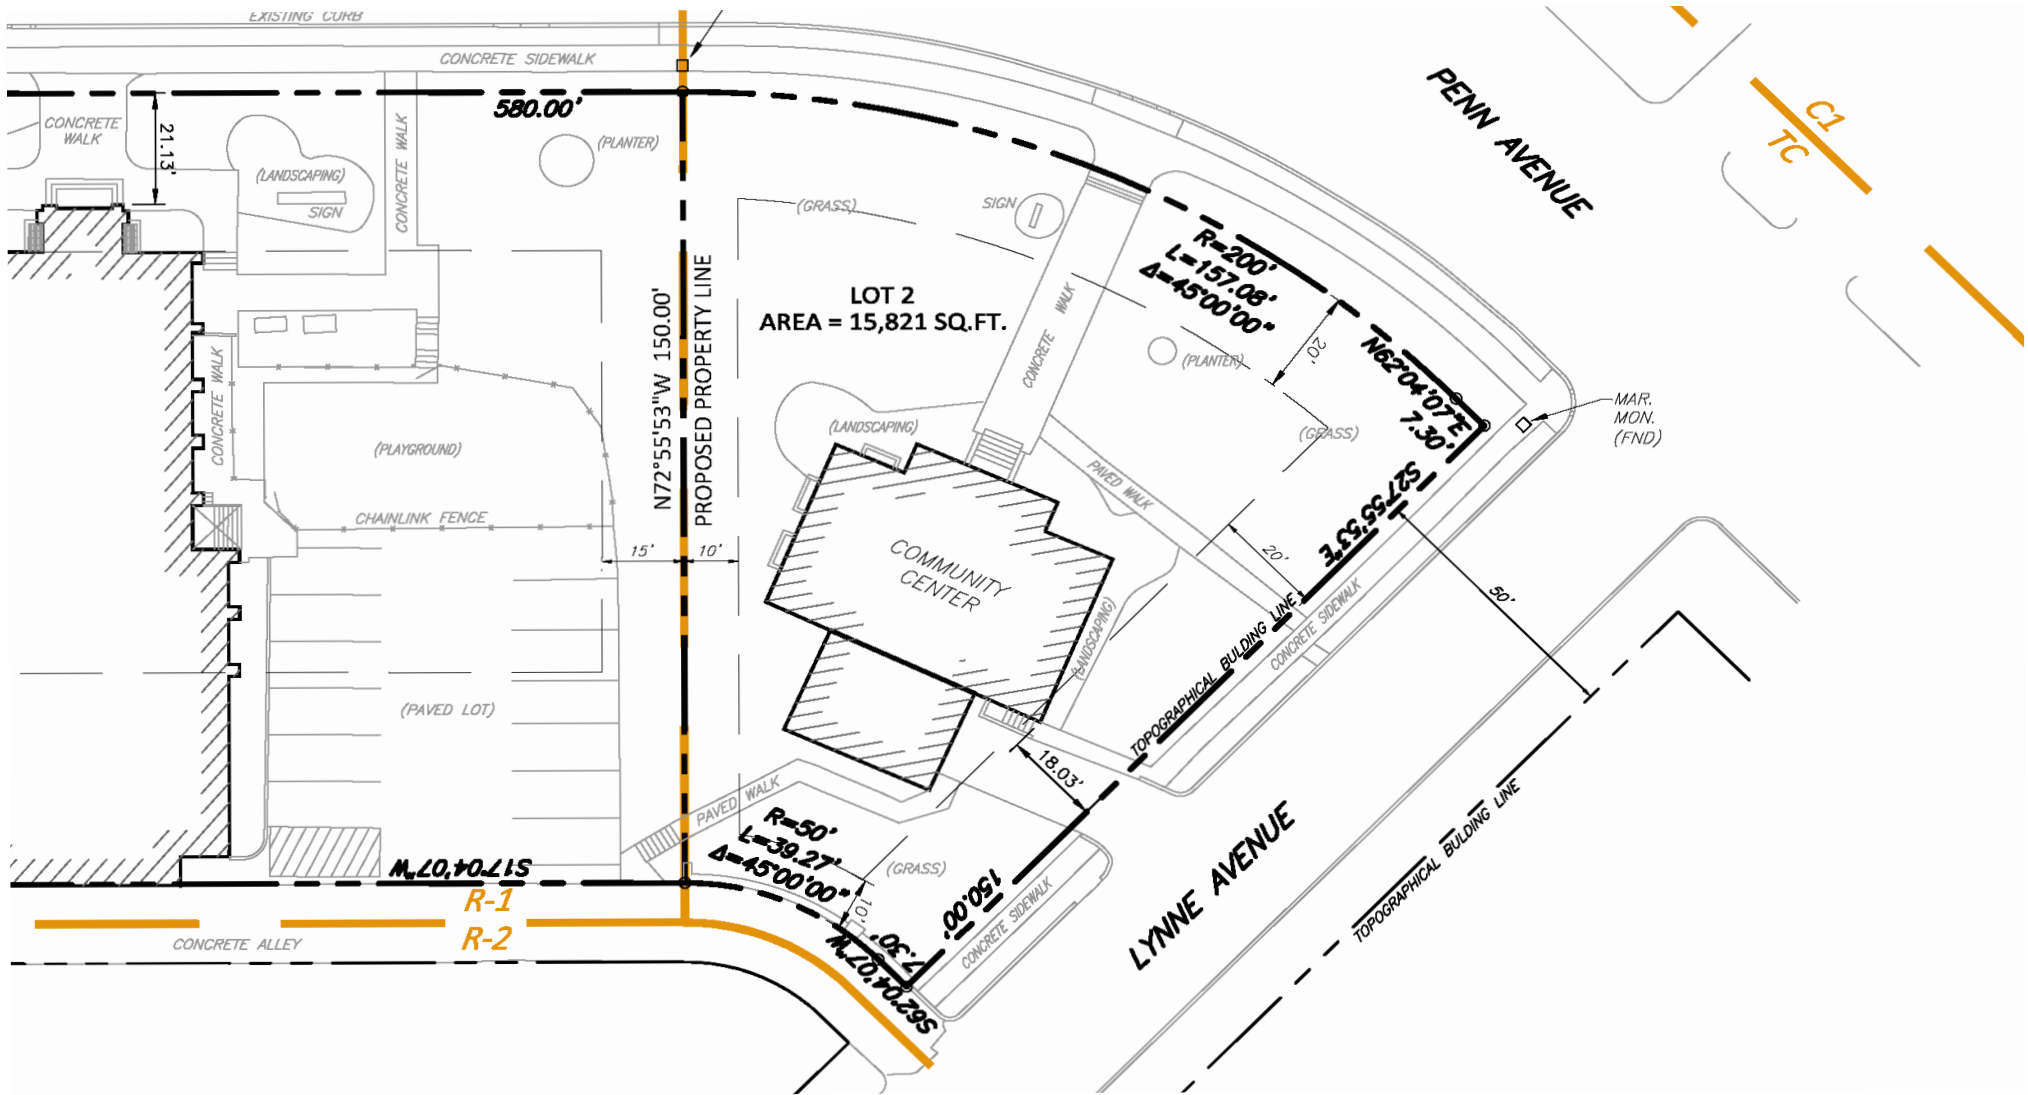 EXISTING CURB
CONCRETE SIDEWALK
580.00'
CONCRETE
WALK
21.13'
(LANDSCAPING)
SIGN
CONCRETE WALK
(PLANTER)
PENN AVENUE
C1
TC
(GRASS)
SIGN
R=200'
L=157.08'
Δ=45°00'00"
LOT 2
AREA = 15,821 SQ.FT.
N72°55'53"W 150.00'
PROPOSED PROPERTY LINE
CONCRETE WALK
20'
(PLANTER)
N62°04'07"E
7.30'
MAR.
MON.
(FND)
(GRASS)
CONCRETE WALK
(PLAYGROUND)
(LANDSCAPING)
PAVED WALK
S27°55'53"E
CHAINLINK FENCE
15'
10'
COMMUNITY
CENTER
20'
50'
(LANDSCAPING)
TOPOGRAPHICAL BULDING LINE
CONCRETE SIDEWALK
(PAVED LOT)
18.03'
PAVED WALK
R=50'
L=39.27'
Δ=45°00'00"
(GRASS)
10'
150.00'
CONCRETE SIDEWALK
LYNNE AVENUE
TOPOGRAPHICAL BULDING LINE
S17°04'07"W
R-1
R-2
CONCRETE ALLEY
7.30'
S62°04'07"W